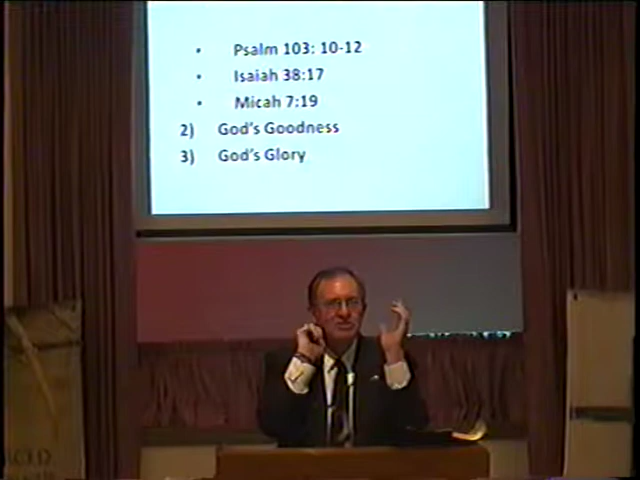 • Psalm 103: 10-12
• Isaiah 38:17
• Micah 7:19
2) God's Goodness
3) God's Glory